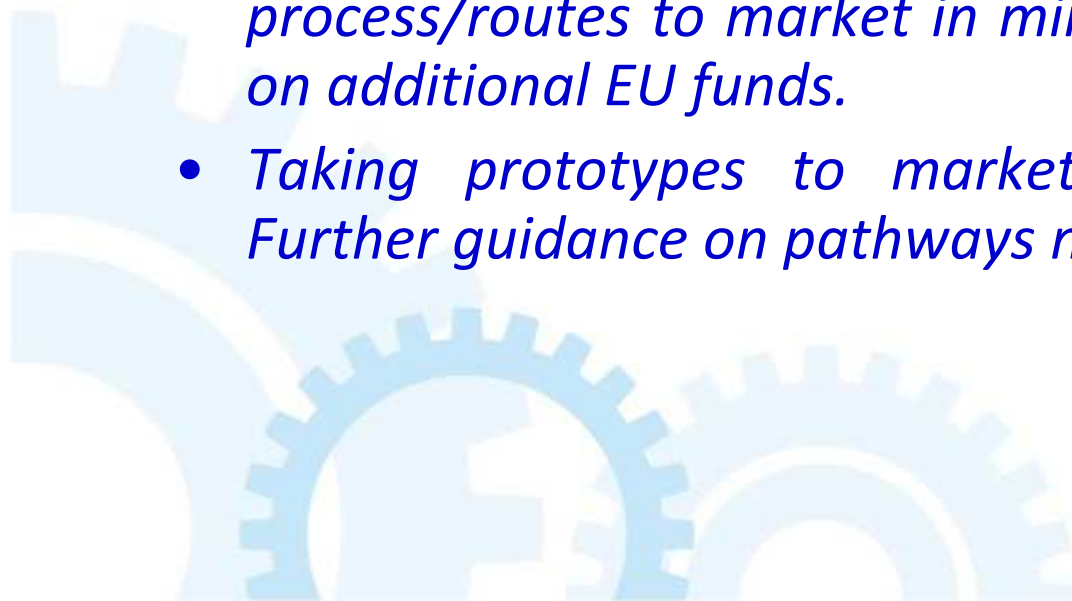 process/routes to market in
on additional EU funds.
• Taking prototypes to market
Further guidance on pathways